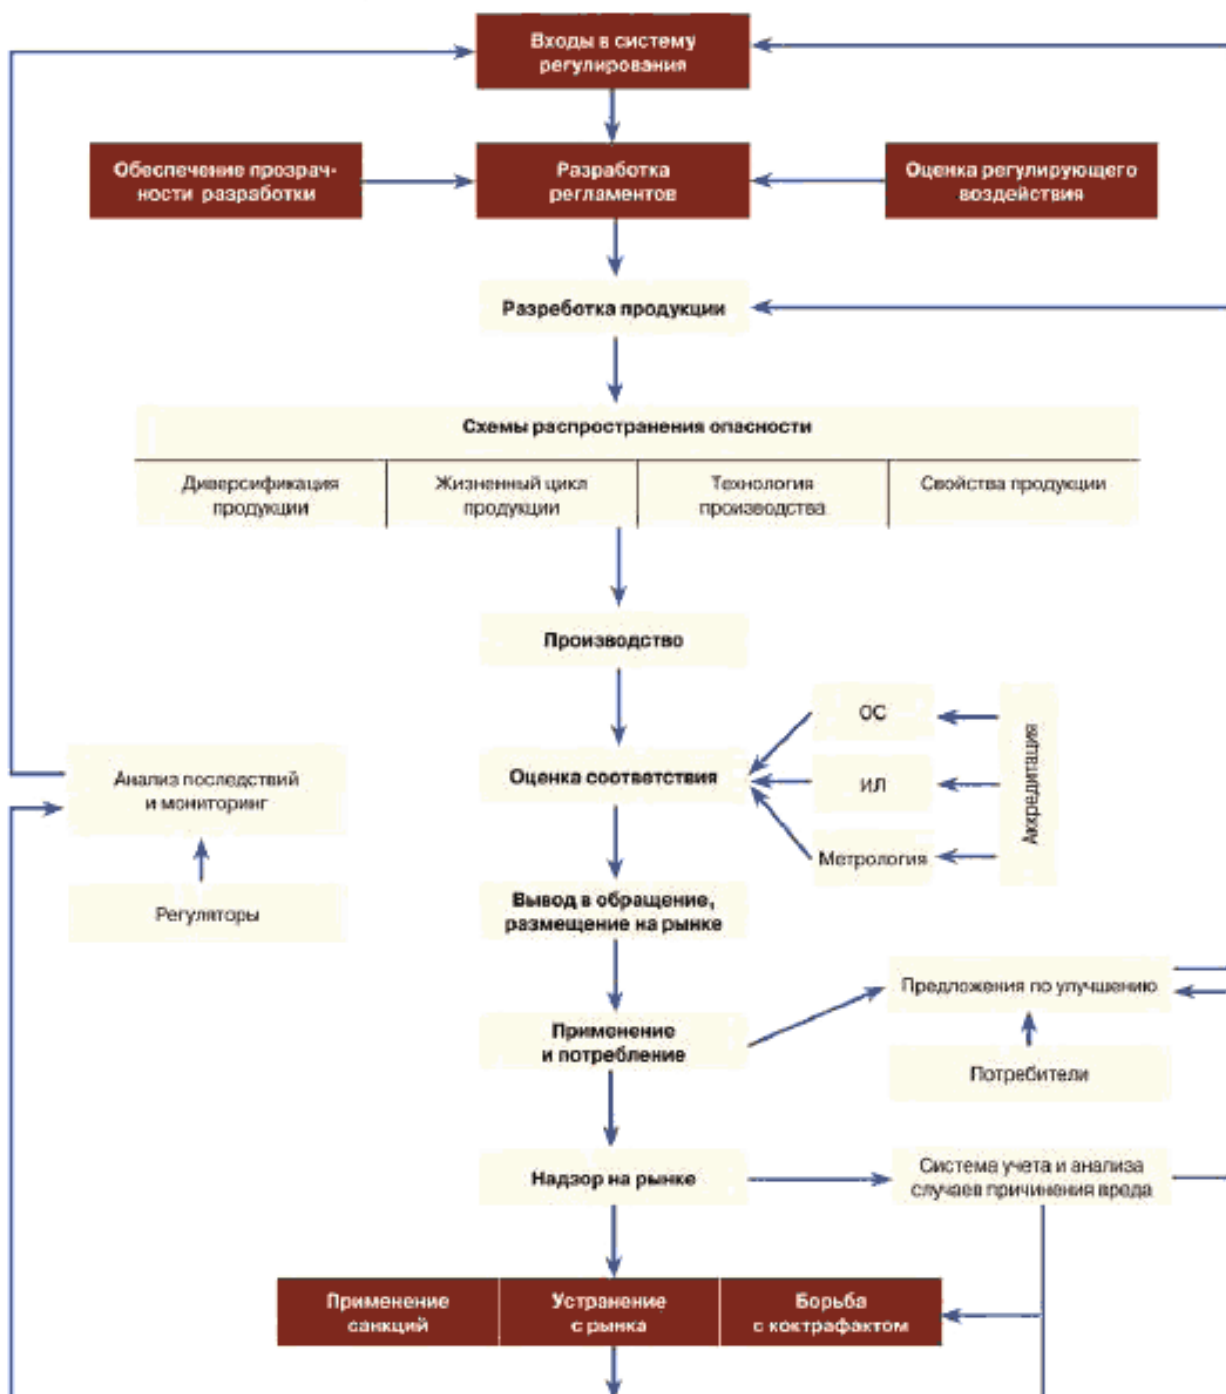 Входы в систему
регулирования
Обеспечение прозрач-
ности разработки
Разработка
регламентов
Оценка регулирующего
воздействия
Разреботка продукции
Схемы распространения опасности
Диверсификация
продукции
Жизненный цикл
продукции
Технология
производства
Свойства продукции
Производство
ОС
Аккредитация
Анализ последствий
и мониторинг
Оценка соответствия
ИЛ
Метрология
Регуляторы
Вывод в обращение,
размещение на рынке
Предложения по улучшению
Применение
и потребление
Потребители
Надзор на рынке
Система учета и анализа
случаев причинения вреда
Применение
санкций
Устранение
с рынка
Борьба
с коктрафактом